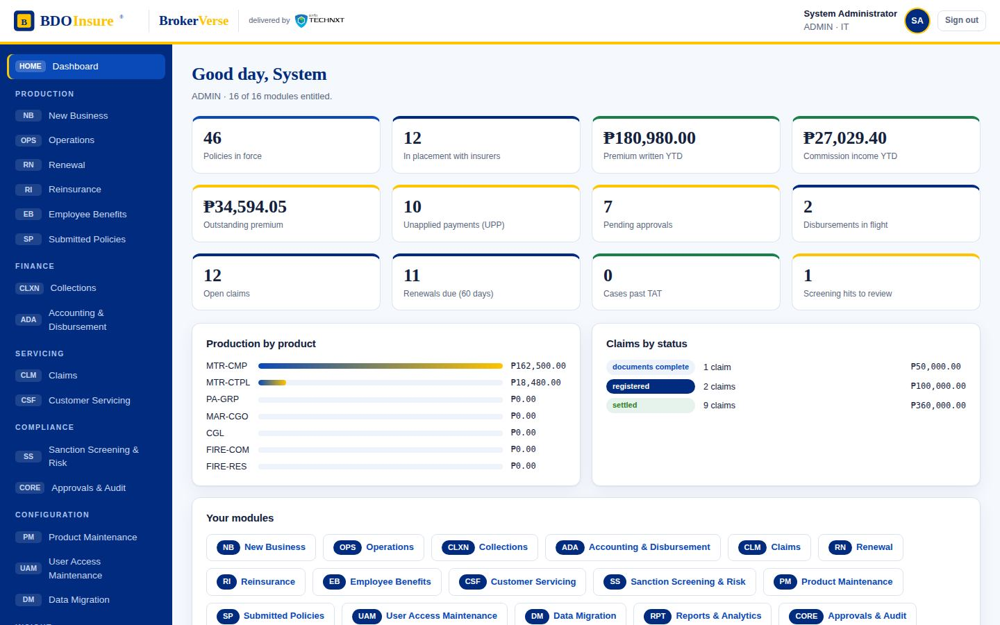 B BDOInsure ® BrokerVerse delivered by TECHNXT
System Administrator
ADMIN · IT
SA
Sign out
HOME Dashboard
PRODUCTION
NB New Business
OPS Operations
RN Renewal
RI Reinsurance
EB Employee Benefits
SP Submitted Policies
FINANCE
CLXN Collections
ADA Accounting &
Disbursement
SERVICING
CLM Claims
CSF Customer Servicing
COMPLIANCE
SS Sanction Screening &
Risk
CORE Approvals & Audit
CONFIGURATION
PM Product Maintenance
UAM User Access
Maintenance
DM Data Migration
Good day, System
ADMIN · 16 of 16 modules entitled.
46
Policies in force
12
In placement with insurers
₱180,980.00
Premium written YTD
₱27,029.40
Commission income YTD
₱34,594.05
Outstanding premium
10
Unapplied payments (UPP)
7
Pending approvals
2
Disbursements in flight
12
Open claims
11
Renewals due (60 days)
0
Cases past TAT
1
Screening hits to review
Production by product
MTR-CMP ₱162,500.00
MTR-CTPL ₱18,480.00
PA-GRP ₱0.00
MAR-CGO ₱0.00
CGL ₱0.00
FIRE-COM ₱0.00
FIRE-RES ₱0.00
Claims by status
documents complete 1 claim ₱50,000.00
registered 2 claims ₱100,000.00
settled 9 claims ₱360,000.00
Your modules
NB New Business OPS Operations CLXN Collections ADA Accounting & Disbursement CLM Claims RN Renewal
RI Reinsurance EB Employee Benefits CSF Customer Servicing SS Sanction Screening & Risk PM Product Maintenance
SP Submitted Policies UAM User Access Maintenance DM Data Migration RPT Reports & Analytics CORE Approvals & Audit